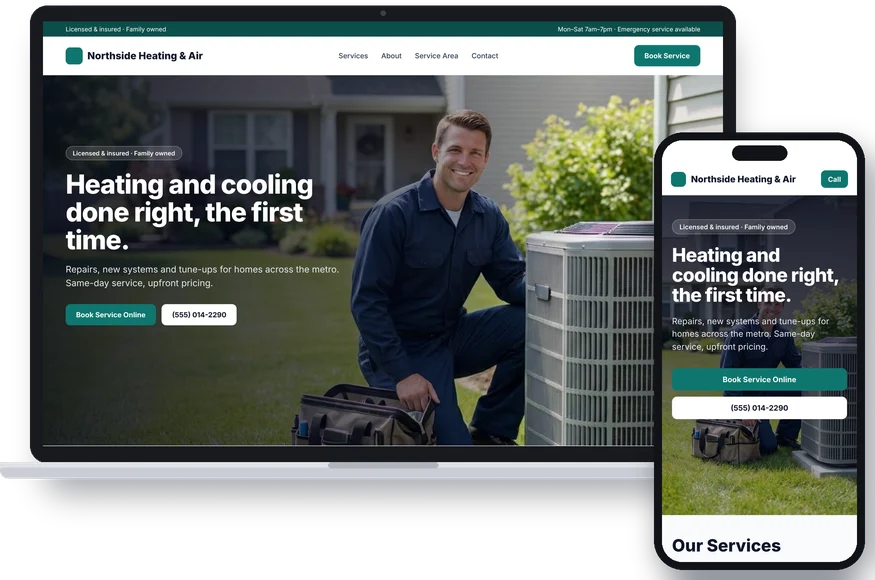 Licensed & insured · Family owned
Mon–Sat 7am–7pm · Emergency service available
Northside Heating & Air
Services
About
Service Area
Contact
Book Service
Licensed & insured · Family owned
Heating and cooling
done right, the first
time.
Repairs, new systems and tune-ups for homes across the metro.
Same-day service, upfront pricing.
Book Service Online
(555) 014-2290
Northside Heating & Air
Call
Licensed & insured · Family owned
Heating and
cooling done right,
the first time.
Repairs, new systems and tune-ups for
homes across the metro. Same-day
service, upfront pricing.
Book Service Online
(555) 014-2290
Our Services